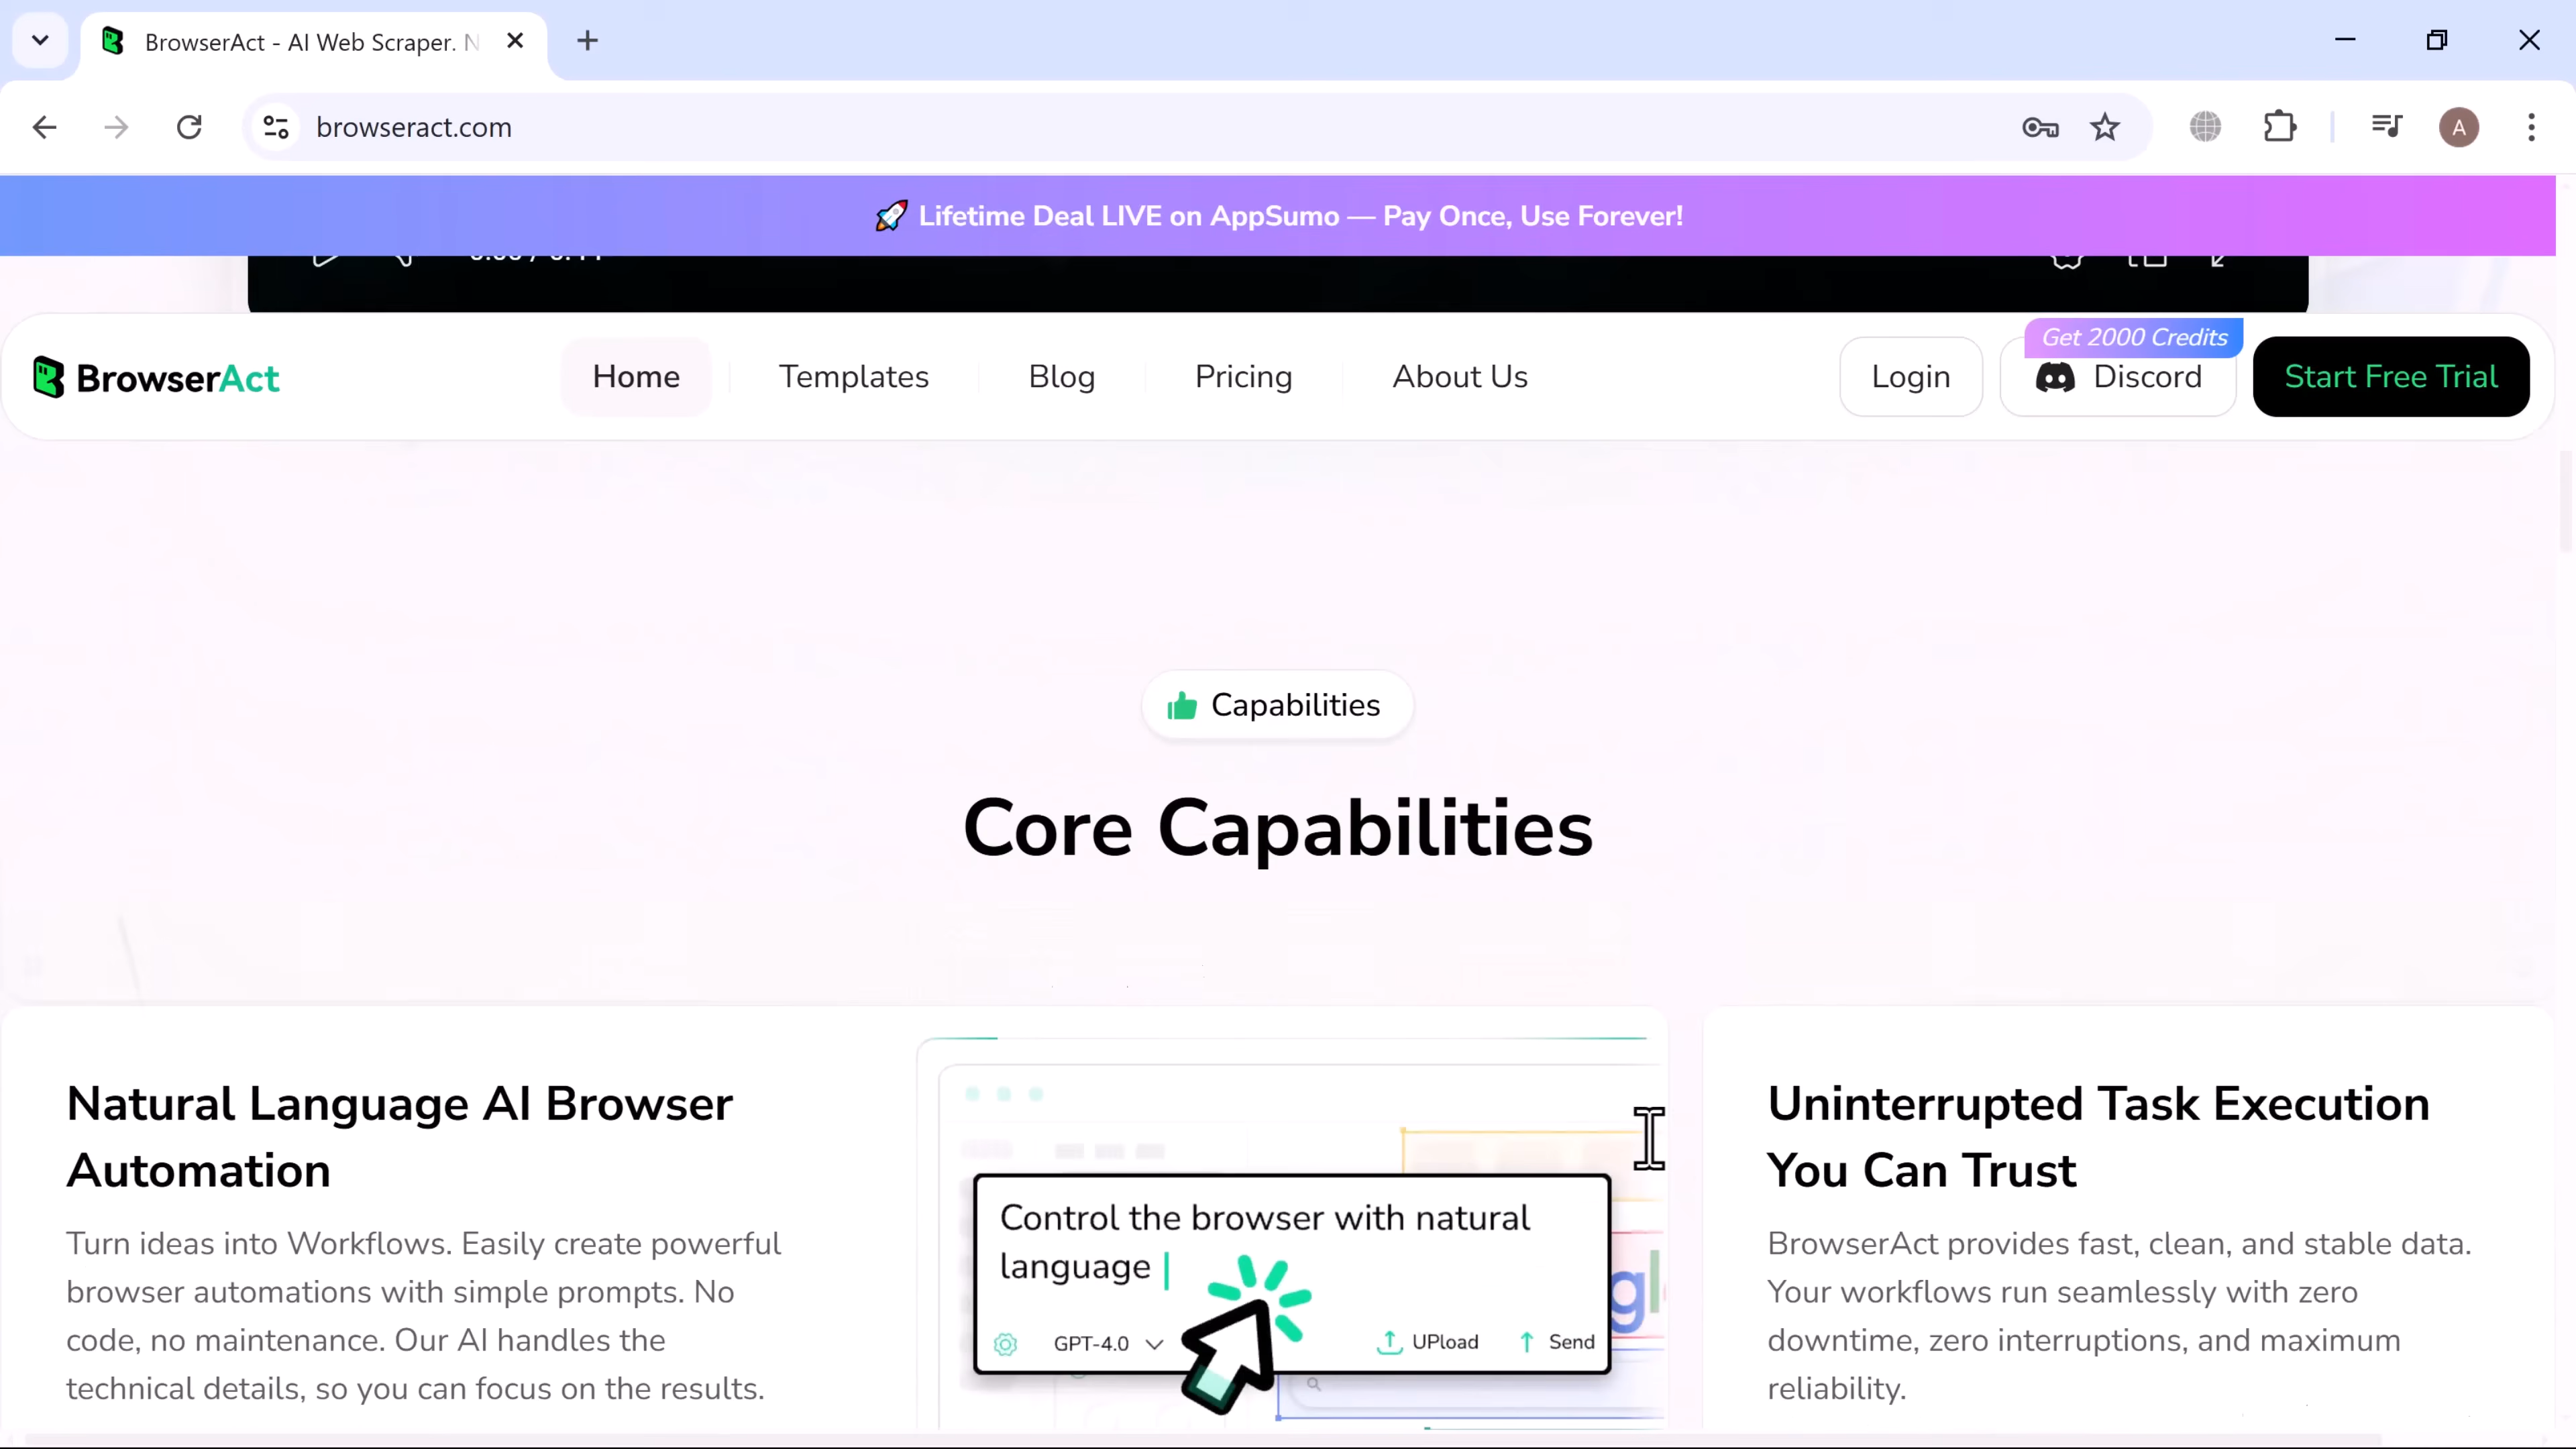 BrowserAct - AI Web Scraper. N
browseract.com
A
🚀 Lifetime Deal LIVE on AppSumo — Pay Once, Use Forever!
BrowserAct
Home
Templates
Blog
Pricing
About Us
Login
Get 2000 Credits
Discord
Start Free Trial
Capabilities
Core Capabilities
Natural Language AI Browser
Automation
Turn ideas into Workflows. Easily create powerful
browser automations with simple prompts. No
code, no maintenance. Our AI handles the
technical details, so you can focus on the results.
Control the browser with natural
language
GPT-4.0
UPload
Send
gl
Uninterrupted Task Execution
You Can Trust
BrowserAct provides fast, clean, and stable data.
Your workflows run seamlessly with zero
downtime, zero interruptions, and maximum
reliability.